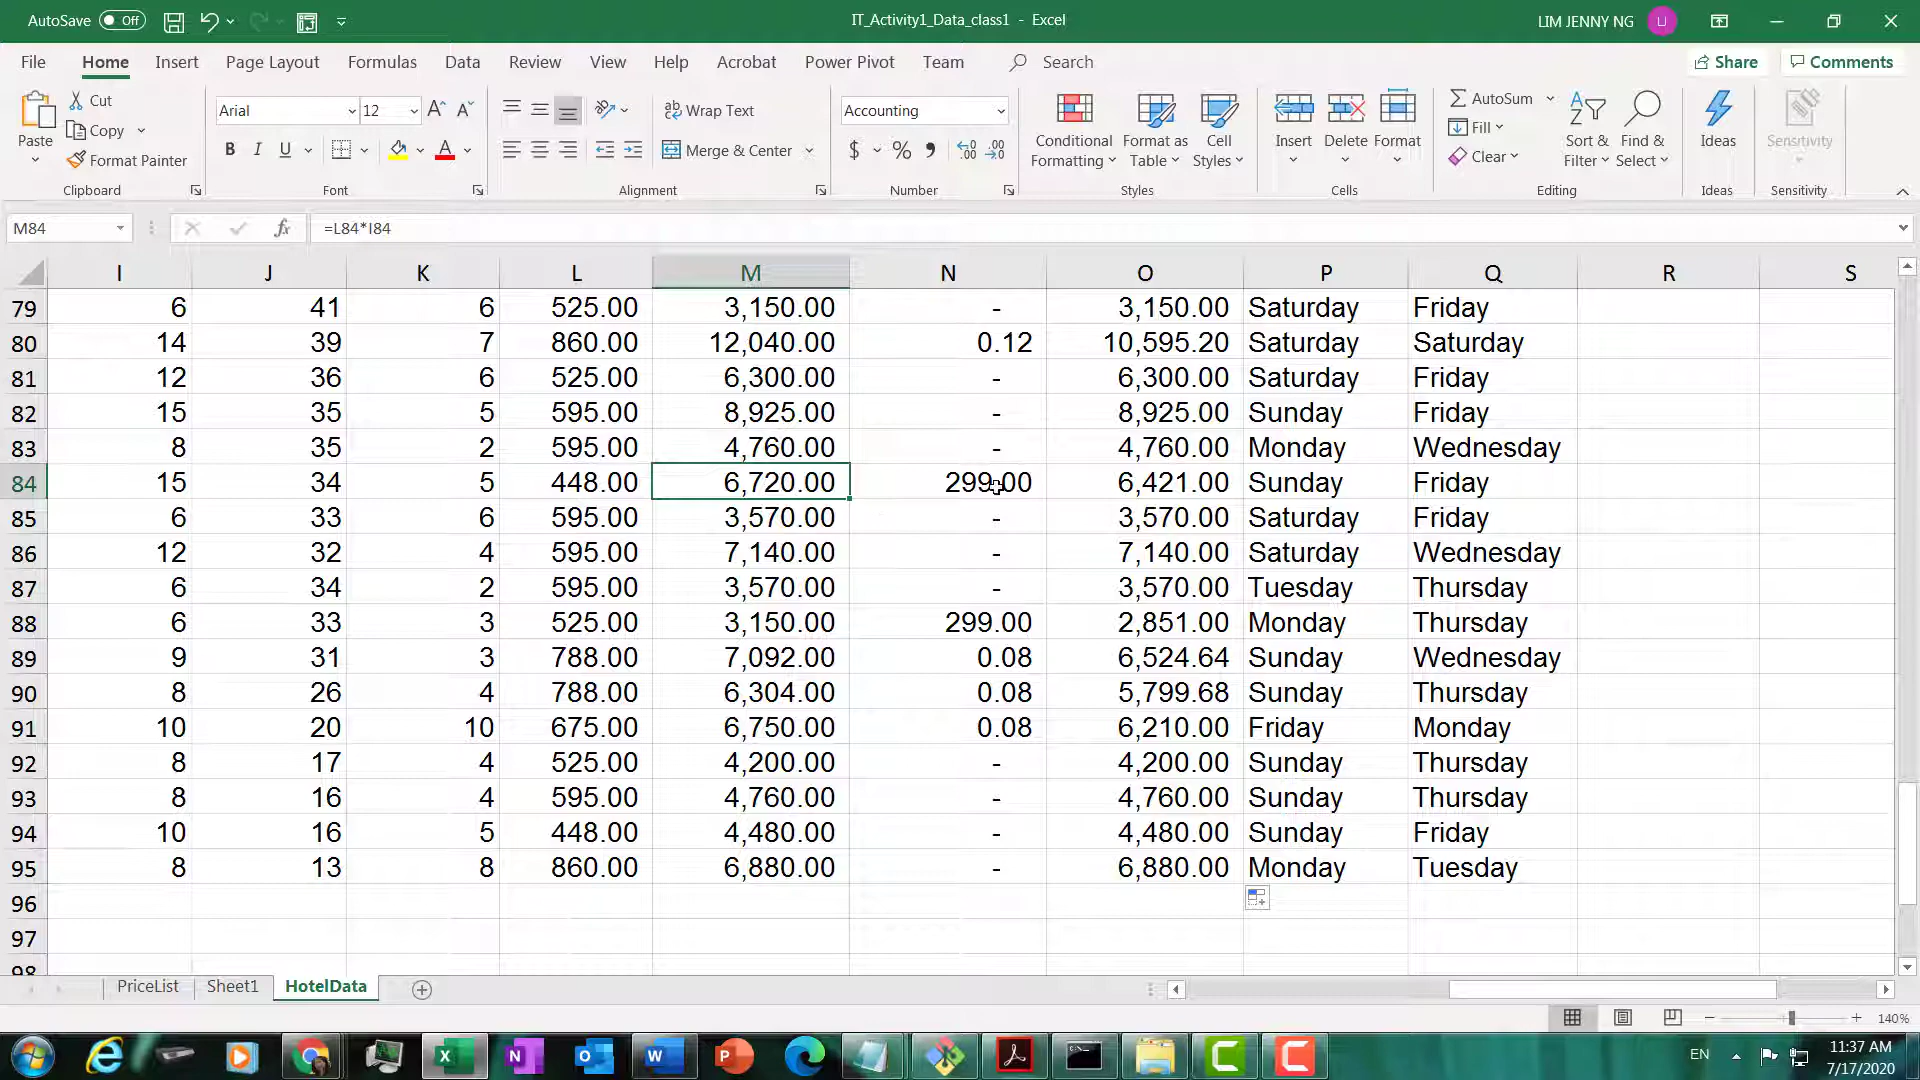 AutoSave Off IT_Activity1_Data_class1 - Excel LIM JENNY NG LJ
File Home Insert Page Layout Formulas Data Review View Help Acrobat Power Pivot Team Search Share Comments
Paste Cut Copy Format Painter Clipboard
Arial 12 B I U A Font
Wrap Text Merge & Center Alignment
Accounting $ % , Number
Conditional Formatting Format as Table Cell Styles Styles
Insert Delete Format Cells
AutoSum Fill Clear Sort & Filter Find & Select Editing
Ideas Ideas Sensitivity Sensitivity
M84 fx =L84*I84
I J K L M N O P Q R S
79 6 41 6 525.00 3,150.00 - 3,150.00 Saturday Friday
80 14 39 7 860.00 12,040.00 0.12 10,595.20 Saturday Saturday
81 12 36 6 525.00 6,300.00 - 6,300.00 Saturday Friday
82 15 35 5 595.00 8,925.00 - 8,925.00 Sunday Friday
83 8 35 2 595.00 4,760.00 - 4,760.00 Monday Wednesday
84 15 34 5 448.00 6,720.00 299.00 6,421.00 Sunday Friday
85 6 33 6 595.00 3,570.00 - 3,570.00 Saturday Friday
86 12 32 4 595.00 7,140.00 - 7,140.00 Saturday Wednesday
87 6 34 2 595.00 3,570.00 - 3,570.00 Tuesday Thursday
88 6 33 3 525.00 3,150.00 299.00 2,851.00 Monday Thursday
89 9 31 3 788.00 7,092.00 0.08 6,524.64 Sunday Wednesday
90 8 26 4 788.00 6,304.00 0.08 5,799.68 Sunday Thursday
91 10 20 10 675.00 6,750.00 0.08 6,210.00 Friday Monday
92 8 17 4 525.00 4,200.00 - 4,200.00 Sunday Thursday
93 8 16 4 595.00 4,760.00 - 4,760.00 Sunday Thursday
94 10 16 5 448.00 4,480.00 - 4,480.00 Sunday Friday
95 8 13 8 860.00 6,880.00 - 6,880.00 Monday Tuesday
96
97
98
PriceList Sheet1 HotelData
140%
EN 11:37 AM
7/17/2020